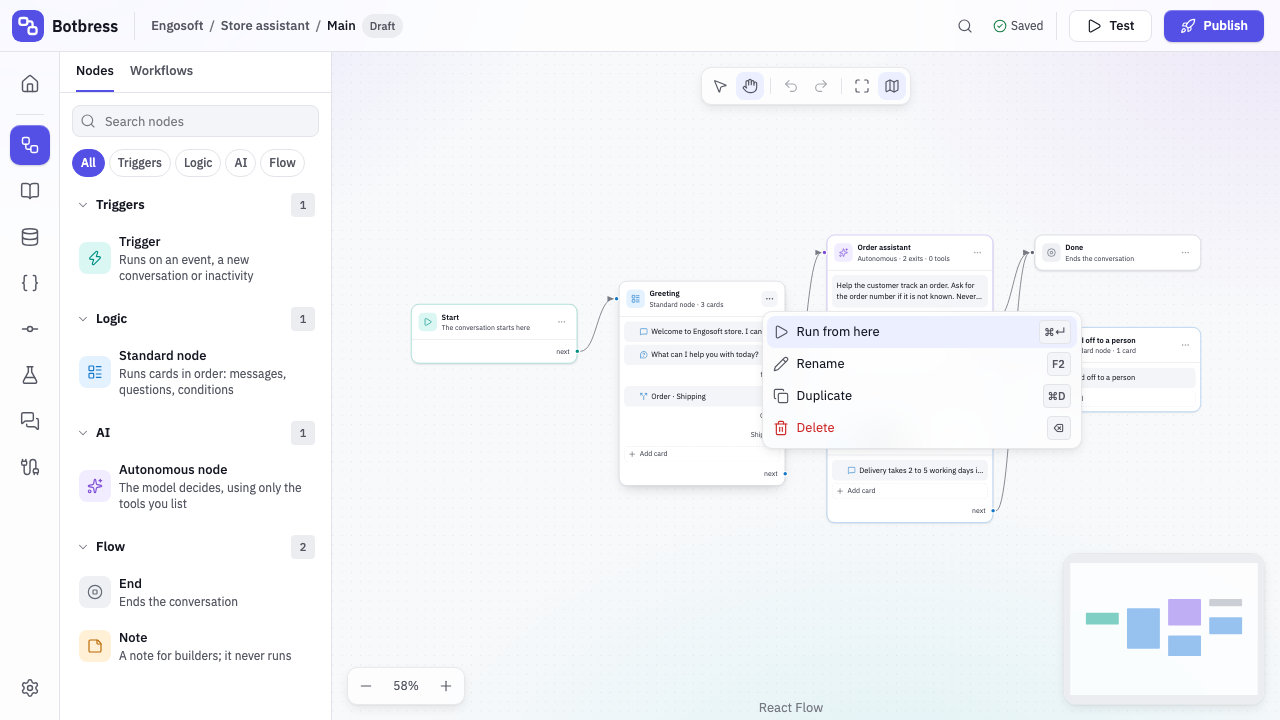 Botbress
Engosoft / Store assistant / Main Draft
Saved
Test
Publish
Nodes Workflows
Search nodes
All Triggers Logic AI Flow
Triggers 1
Trigger
Runs on an event, a new
conversation or inactivity
Logic 1
Standard node
Runs cards in order: messages,
questions, conditions
AI 1
Autonomous node
The model decides, using only the
tools you list
Flow 2
End
Ends the conversation
Note
A note for builders; it never runs
Start
The conversation starts here
next
Greeting
Standard node · 3 cards
Welcome to Engosoft store. I can
What can I help you with today?
Order · Shipping
Add card
next
Order assistant
Autonomous · 2 exits · 0 tools
Help the customer track an order. Ask for
the order number if it is not known. Never...
Done
Ends the conversation
off to a person
node · 1 card
off to a person
Run from here ⌘↵
Rename F2
Duplicate ⌘D
Delete ⌫
Delivery takes 2 to 5 working days i...
Add card
next
58%
React Flow